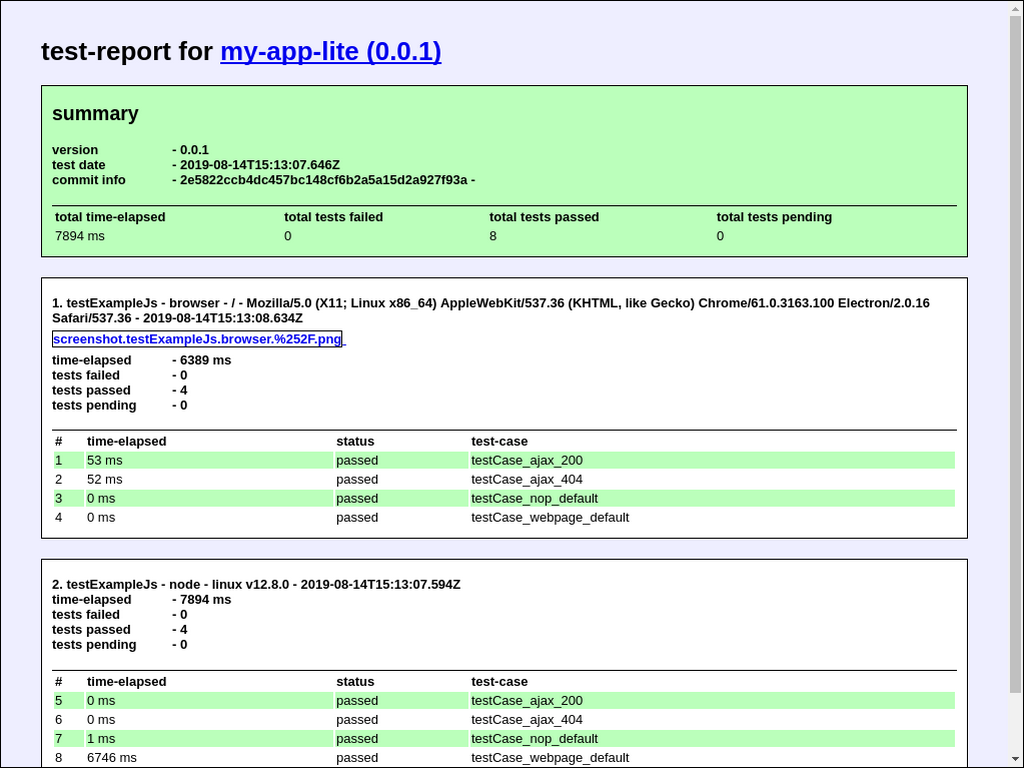 test-report for my-app-lite (0.0.1)
summary
version - 0.0.1
test date - 2019-08-14T15:13:07.646Z
commit info - 2e5822ccb4dc457bc148cf6b2a5a15d2a927f93a -
total time-elapsed total tests failed total tests passed total tests pending
7894 ms 0 8 0
1. testExampleJs - browser - / - Mozilla/5.0 (X11; Linux x86_64) AppleWebKit/537.36 (KHTML, like Gecko) Chrome/61.0.3163.100 Electron/2.0.16
Safari/537.36 - 2019-08-14T15:13:08.634Z
screenshot.testExampleJs.browser.%252F.png
time-elapsed - 6389 ms
tests failed - 0
tests passed - 4
tests pending - 0
# time-elapsed status test-case
1 53 ms passed testCase_ajax_200
2 52 ms passed testCase_ajax_404
3 0 ms passed testCase_nop_default
4 0 ms passed testCase_webpage_default
2. testExampleJs - node - linux v12.8.0 - 2019-08-14T15:13:07.594Z
time-elapsed - 7894 ms
tests failed - 0
tests passed - 4
tests pending - 0
# time-elapsed status test-case
5 0 ms passed testCase_ajax_200
6 0 ms passed testCase_ajax_404
7 1 ms passed testCase_nop_default
8 6746 ms passed testCase_webpage_default